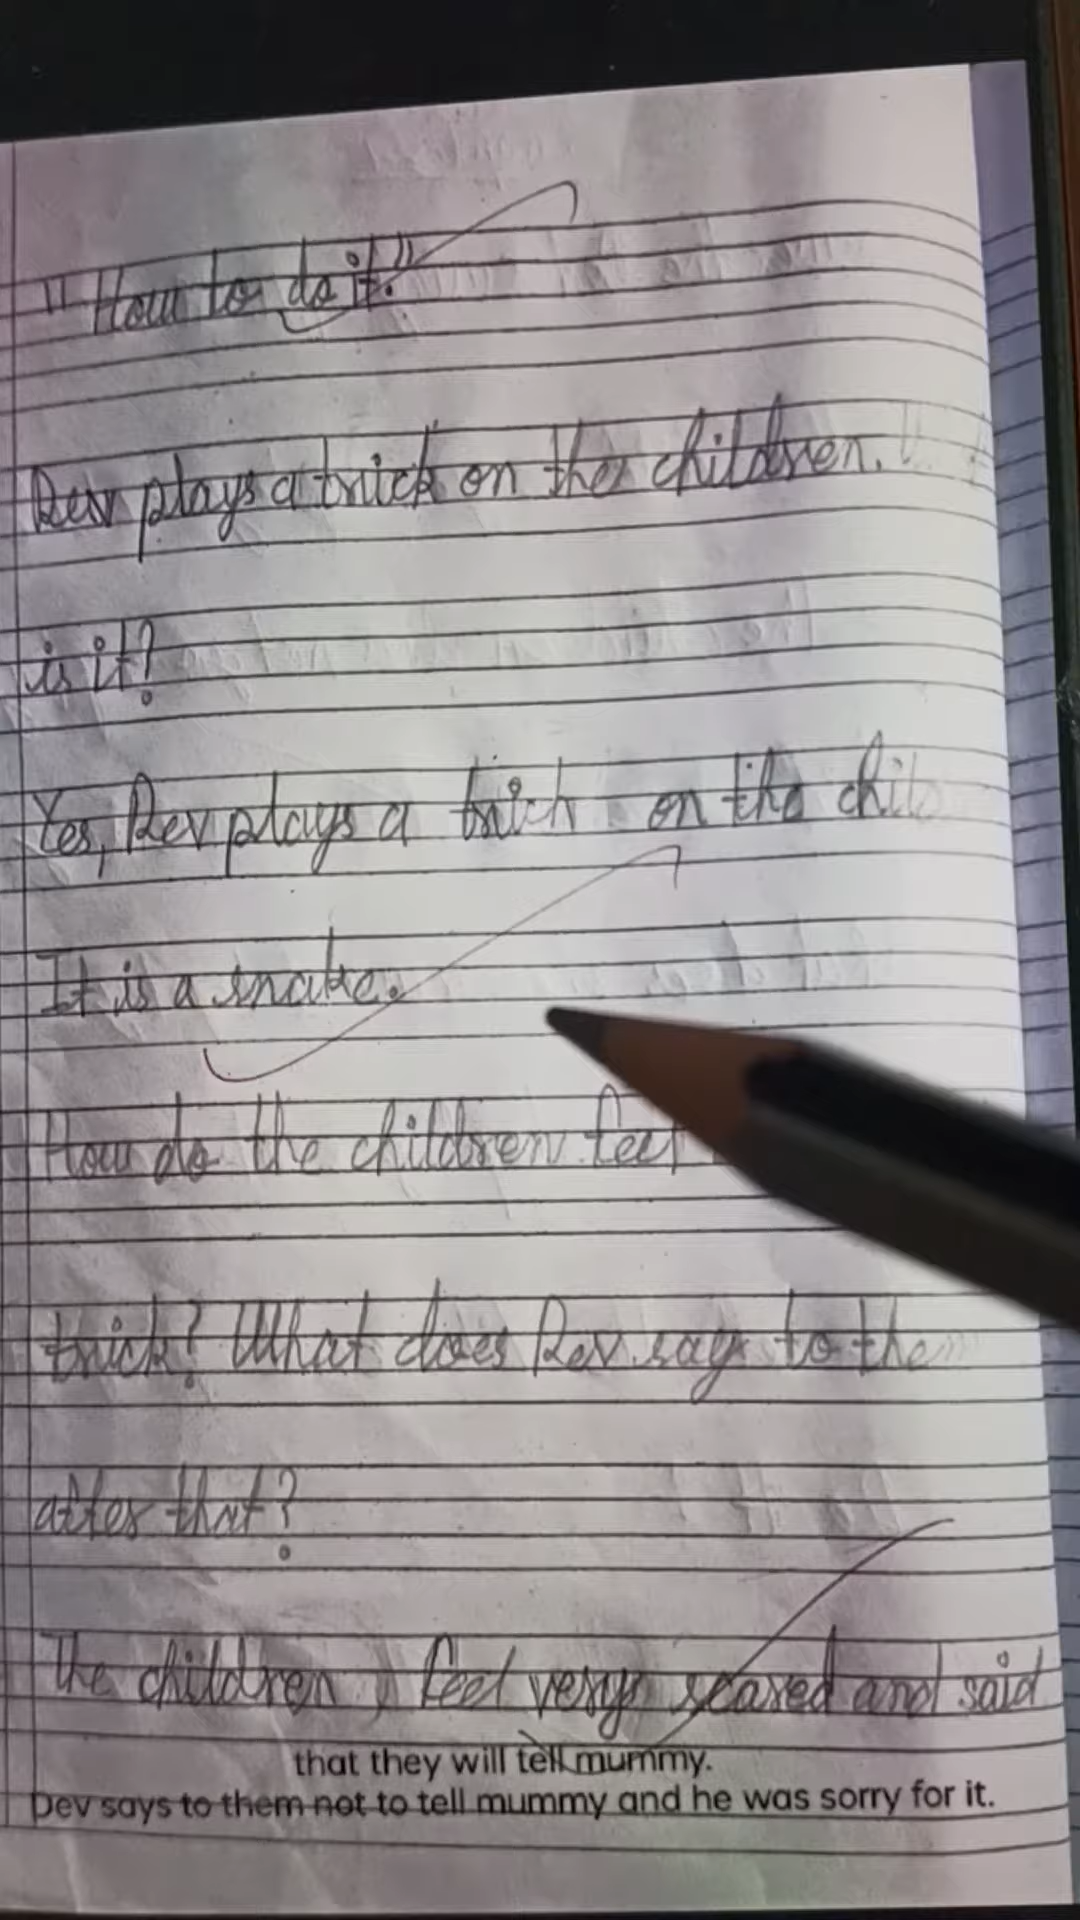 "How to do it."
Dev plays a trick on the children.
is it?
Yes, Dev plays a trick on the chil
It is a snake.
How do the children feel
trick? What does Dev say to the
after that?
The children feel very scared and said
that they will tell mummy.
Dev says to them not to tell mummy and he was sorry for it.